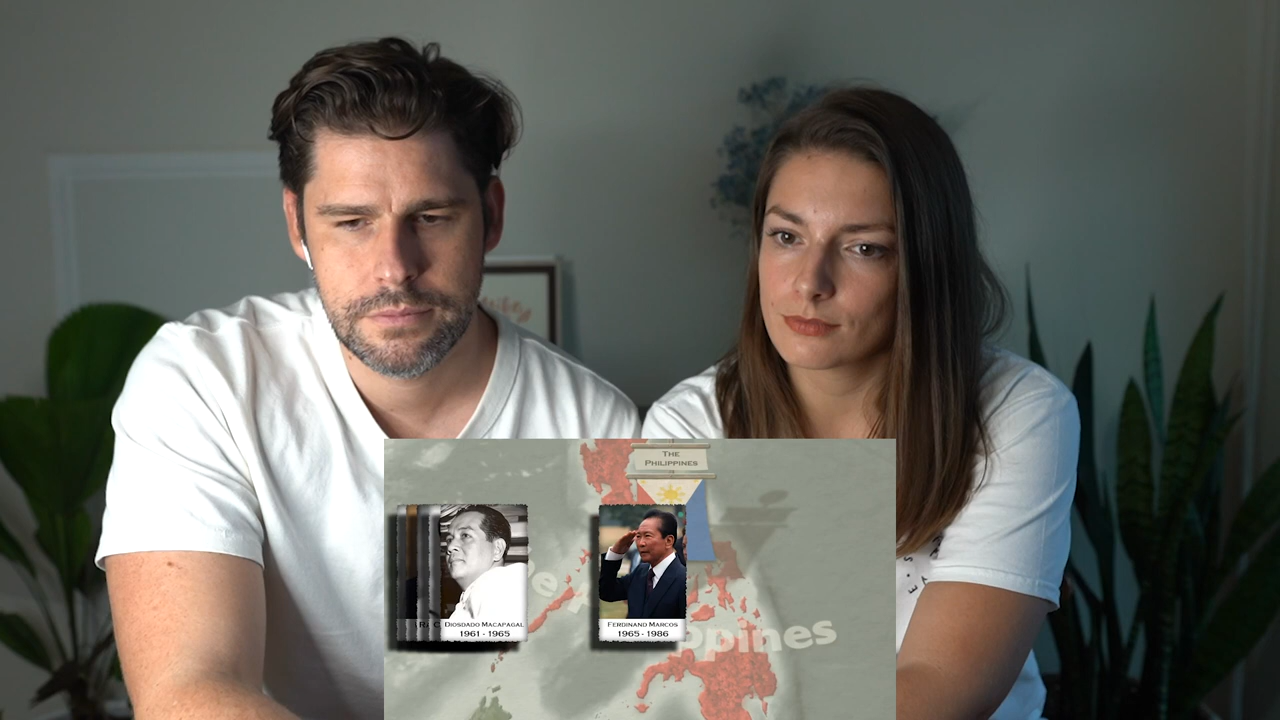 THE
PHILIPPINES
DIOSDADO MACAPAGAL
1961 - 1965
FERDINAND MARCOS
1965 - 1986
ppines